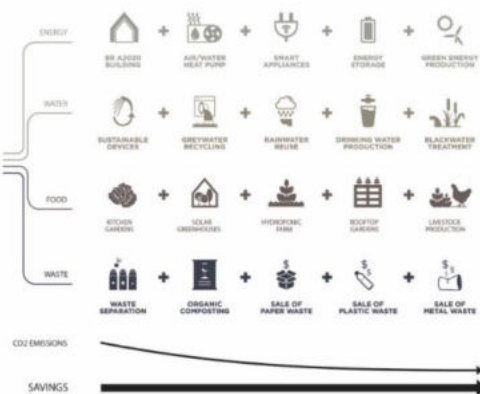 ENERGY
BR A2020 BUILDING
AIR/WATER HEAT PUMP
SMART APPLIANCES
ENERGY STORAGE
GREEN ENERGY PRODUCTION
WATER
SUSTAINABLE DEVICES
GREYWATER RECYCLING
RAINWATER REUSE
DRINKING WATER PRODUCTION
BLACKWATER TREATMENT
FOOD
KITCHEN GARDENS
SOLAR GREENHOUSES
HYDROPONIC FARM
ROOFTOP GARDENS
LIVESTOCK PRODUCTION
WASTE
WASTE SEPARATION
ORGANIC COMPOSTING
SALE OF PAPER WASTE
SALE OF PLASTIC WASTE
SALE OF METAL WASTE
CO2 EMISSIONS
SAVINGS